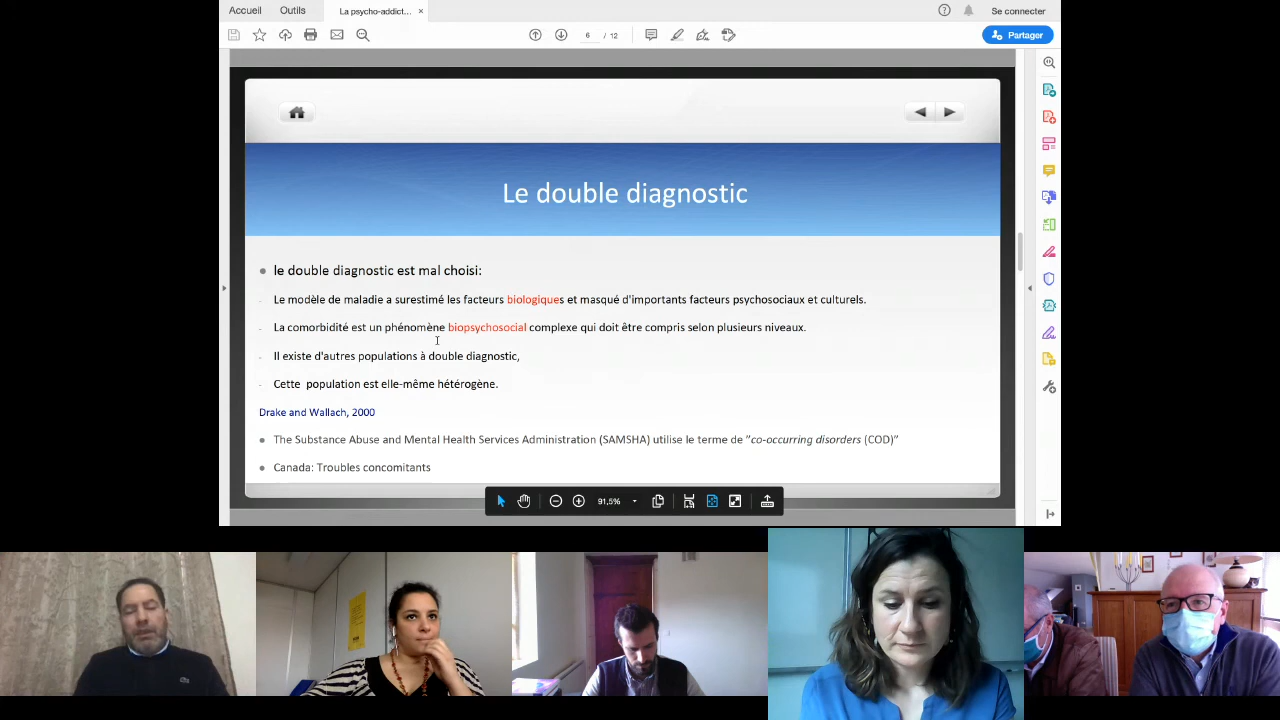 Accueil Outils La psycho-addict... × Se connecter
6 / 12 Partager
Le double diagnostic
le double diagnostic est mal choisi:
- Le modèle de maladie a surestimé les facteurs biologiques et masqué d'importants facteurs psychosociaux et culturels.
- La comorbidité est un phénomène biopsychosocial complexe qui doit être compris selon plusieurs niveaux.
- Il existe d'autres populations à double diagnostic,
- Cette population est elle-même hétérogène.
Drake and Wallach, 2000
The Substance Abuse and Mental Health Services Administration (SAMSHA) utilise le terme de "co-occurring disorders (COD)"
Canada: Troubles concomitants
91,5%